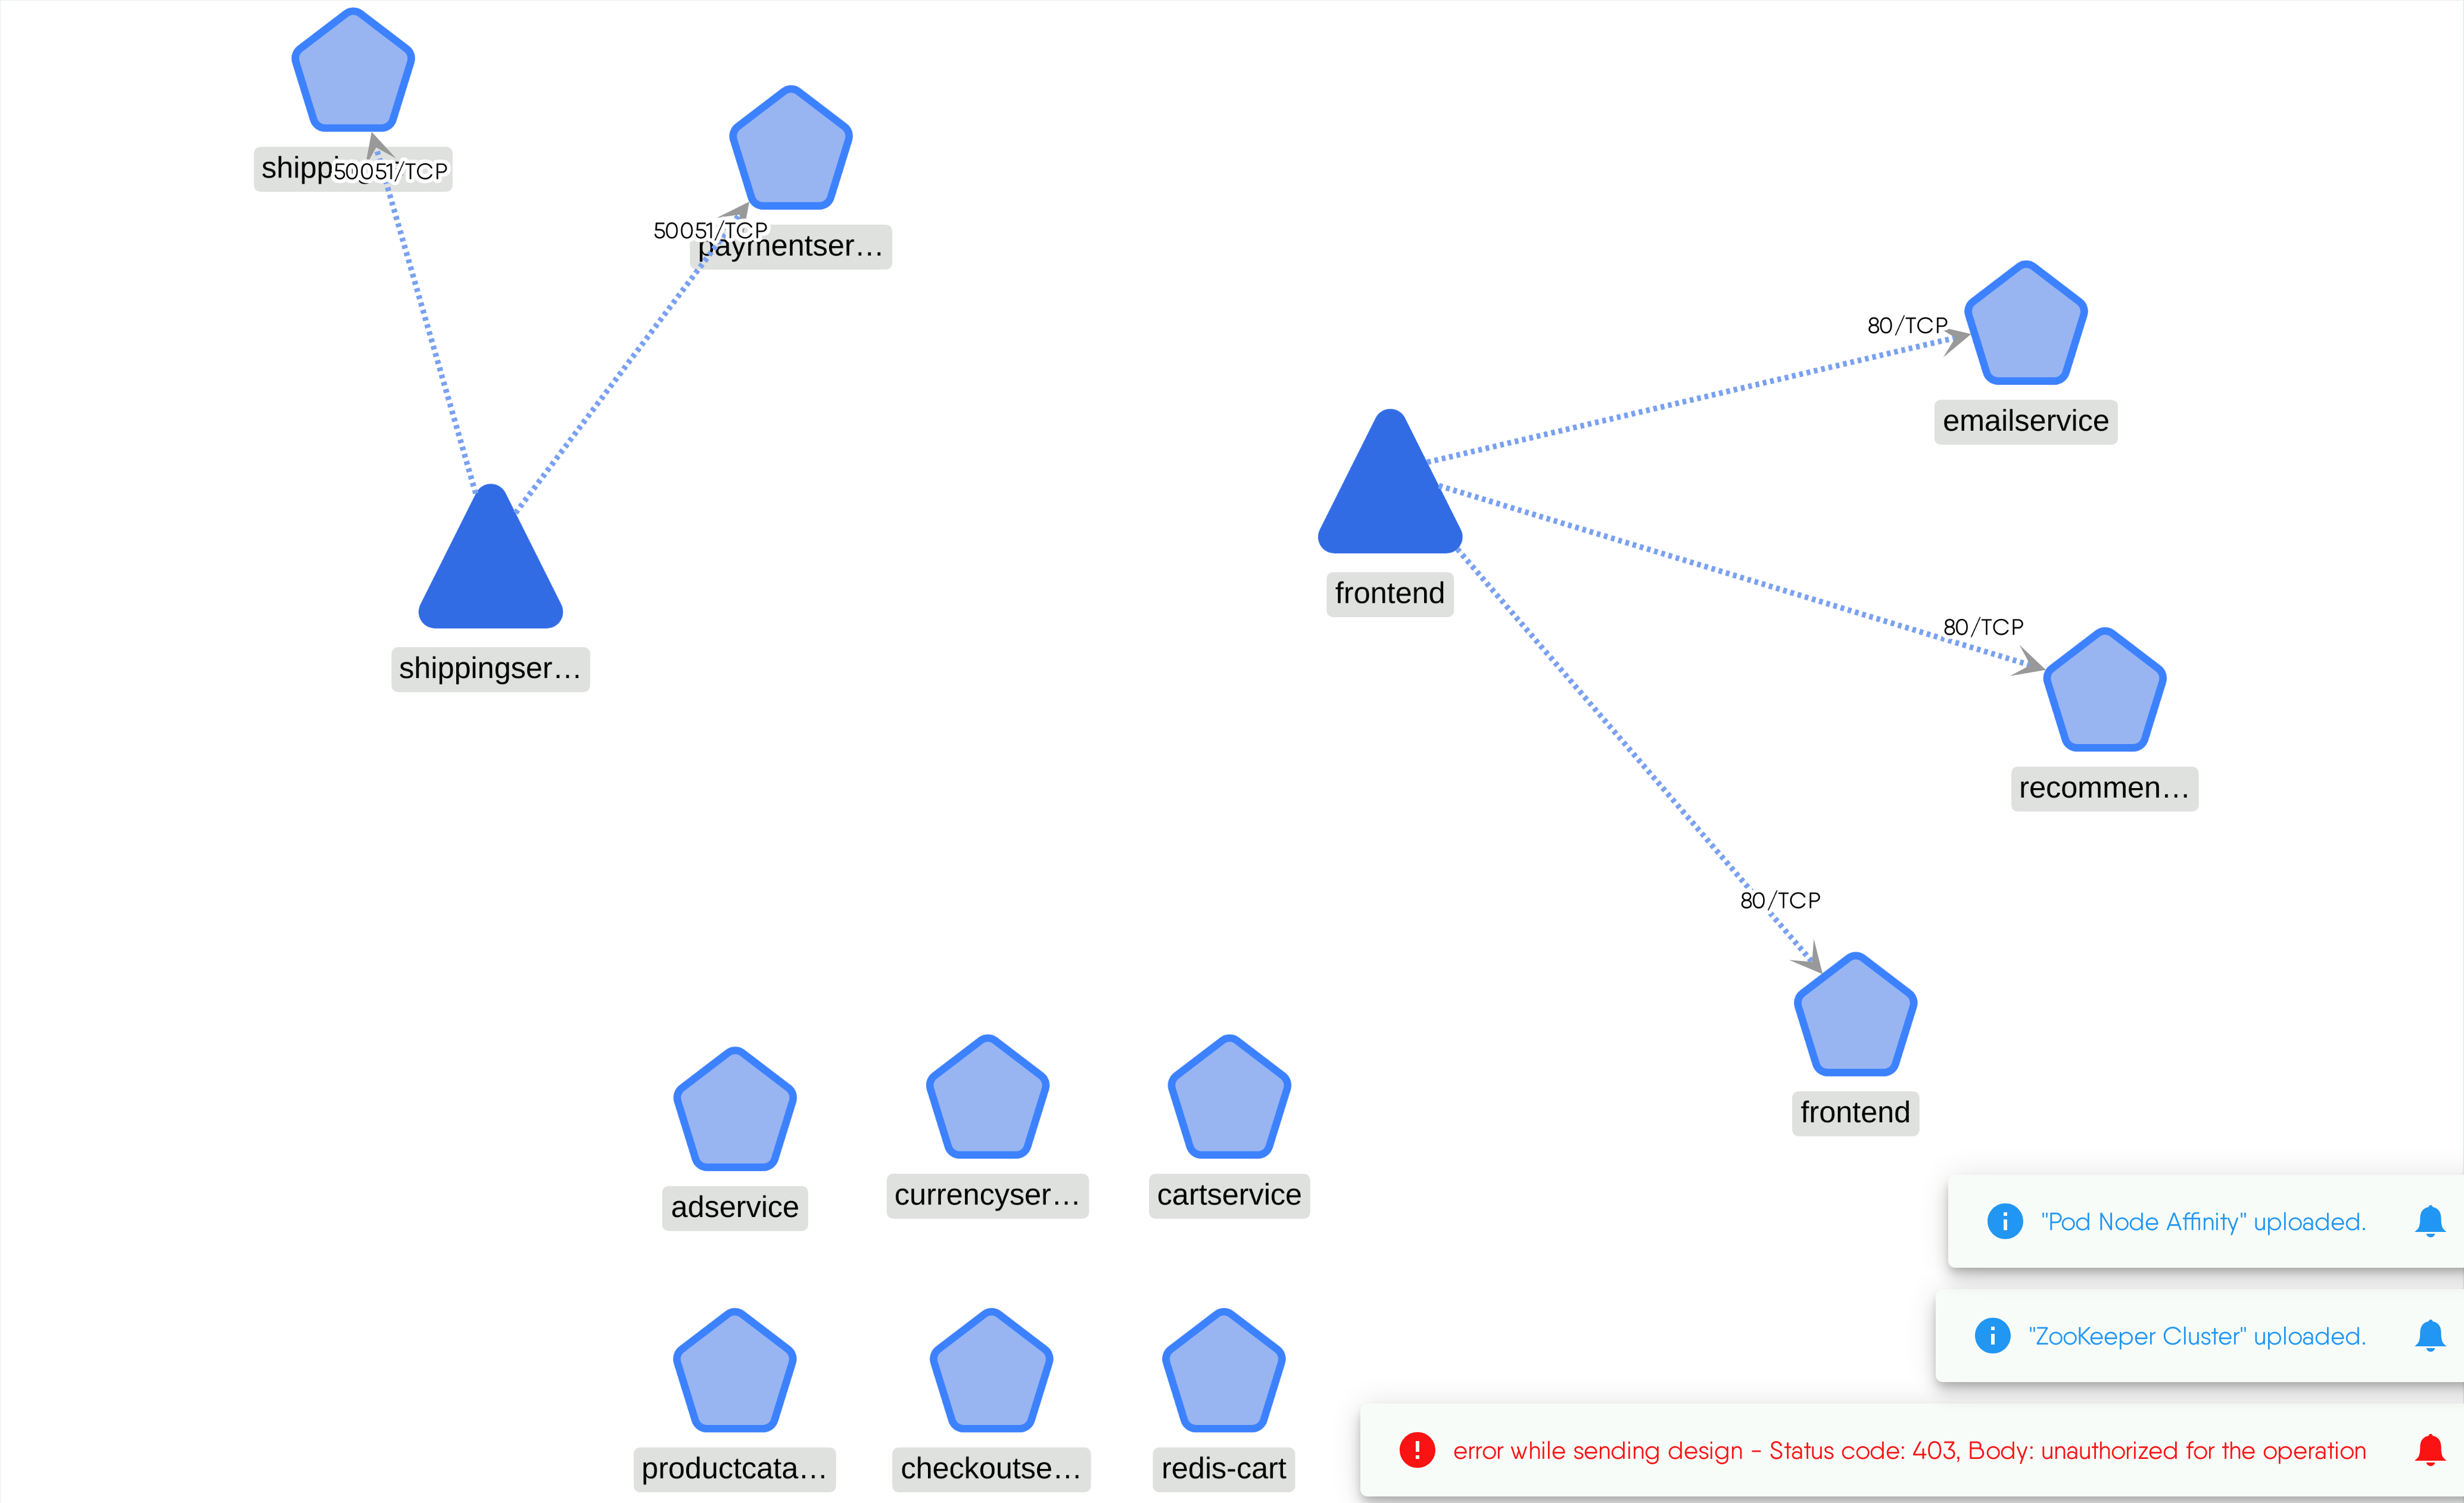 50051/TCP
50051/TCP
paymentser...
80/TCP
emailservice
frontend
shippingser...
80/TCP
recommen...
80/TCP
frontend
adservice
currencyser...
cartservice
"Pod Node Affinity" uploaded.
"ZooKeeper Cluster" uploaded.
productcata...
checkoutse...
redis-cart
error while sending design - Status code: 403, Body: unauthorized for the operation